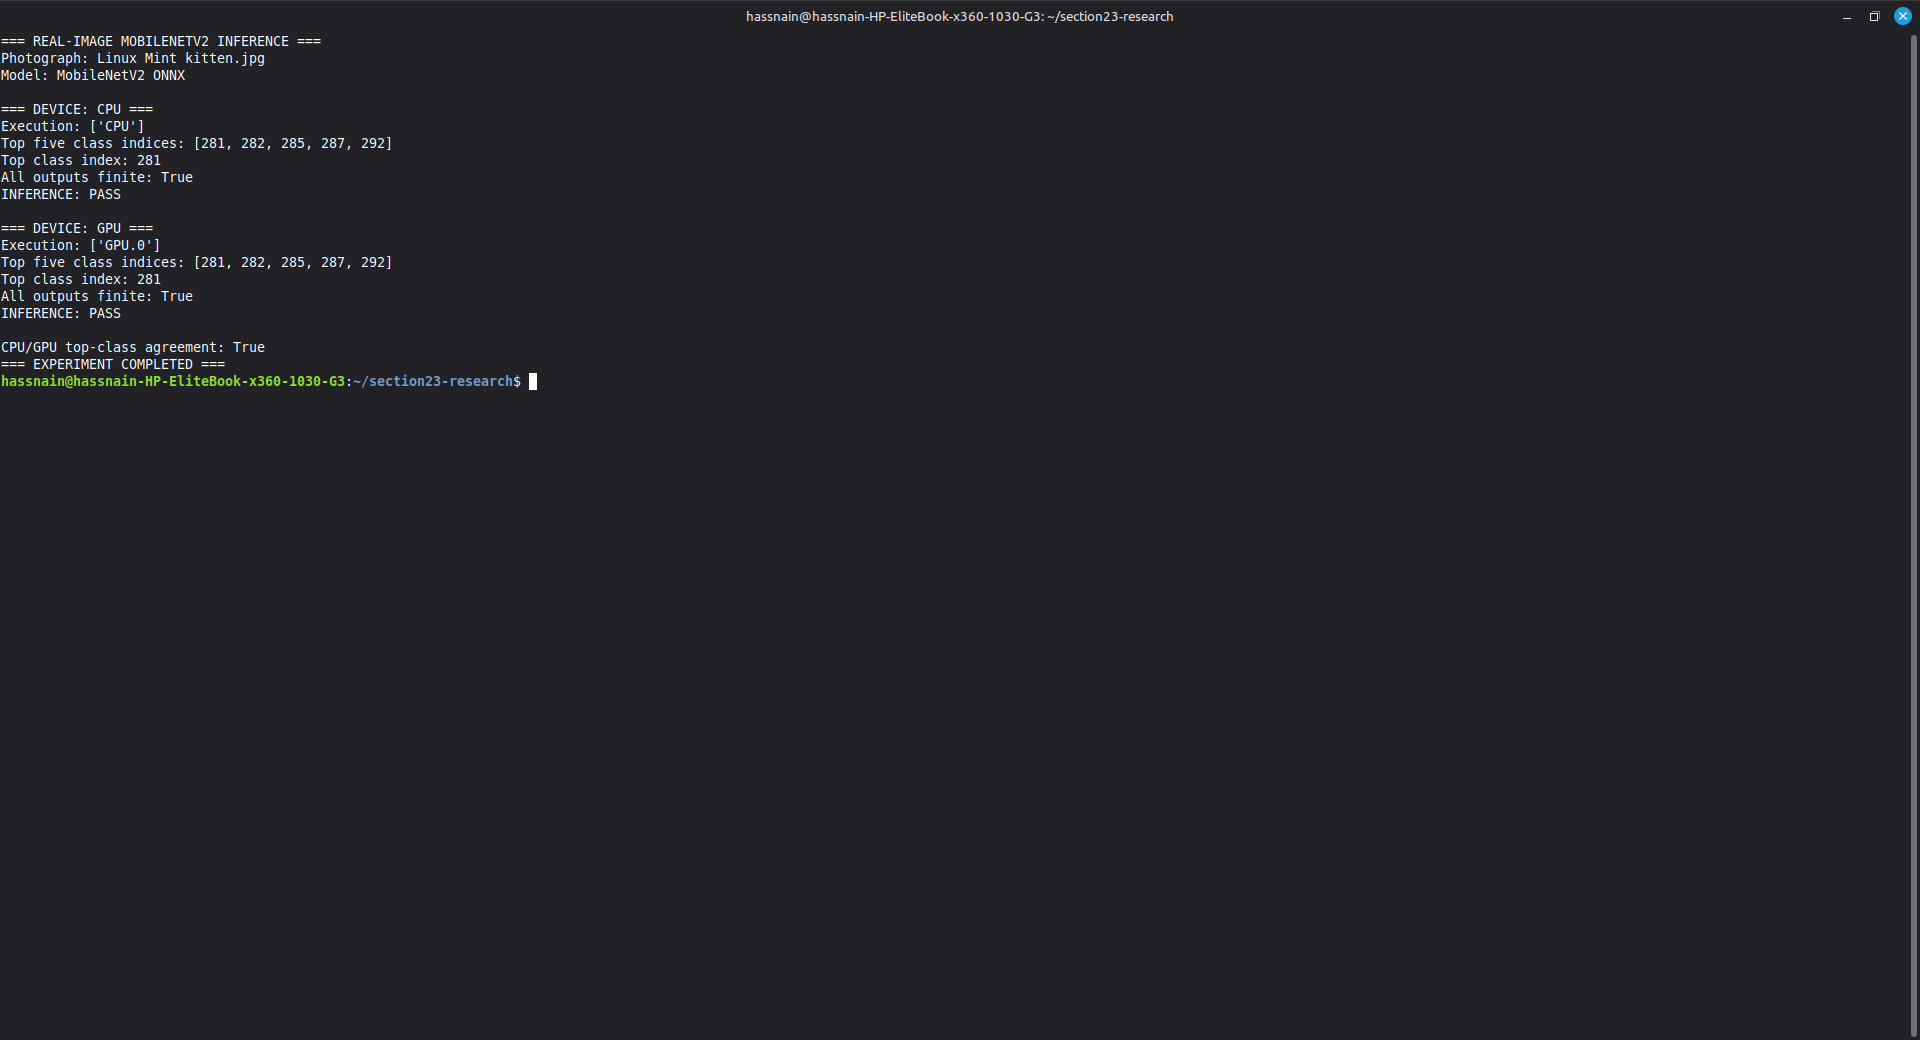 hassnain@hassnain-HP-EliteBook-x360-1030-G3: ~/section23-research
=== REAL-IMAGE MOBILENETV2 INFERENCE ===
Photograph: Linux Mint kitten.jpg
Model: MobileNetV2 ONNX
=== DEVICE: CPU ===
Execution: ['CPU']
Top five class indices: [281, 282, 285, 287, 292]
Top class index: 281
All outputs finite: True
INFERENCE: PASS
=== DEVICE: GPU ===
Execution: ['GPU.0']
Top five class indices: [281, 282, 285, 287, 292]
Top class index: 281
All outputs finite: True
INFERENCE: PASS
CPU/GPU top-class agreement: True
=== EXPERIMENT COMPLETED ===
hassnain@hassnain-HP-EliteBook-x360-1030-G3:~/section23-research$